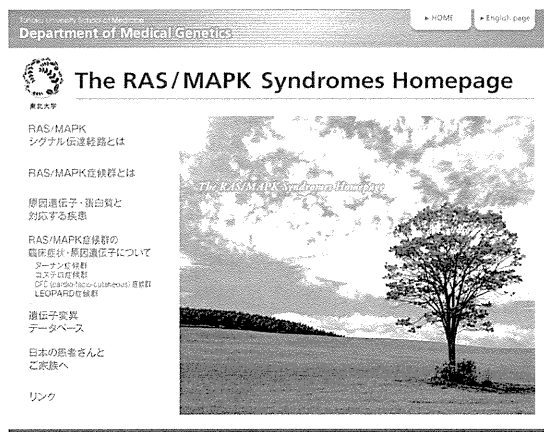 Tohoku University School of Medicine
Department of Medical Genetics
HOME
English page
The RAS/MAPK Syndromes Homepage
東北大学
RAS/MAPK
シグナル伝達経路とは
RAS/MAPK症候群とは
原因遺伝子・蛋白質と
対応する疾患
RAS/MAPK症候群の
臨床症状・原因遺伝子について
ヌーナン症候群
コステロ症候群
CFC (cardio-facio-cutaneous) 症候群
LEOPARD症候群
遺伝子変異
データベース
日本の患者さんと
ご家族へ
リンク
The RAS/MAPK Syndromes Homepage